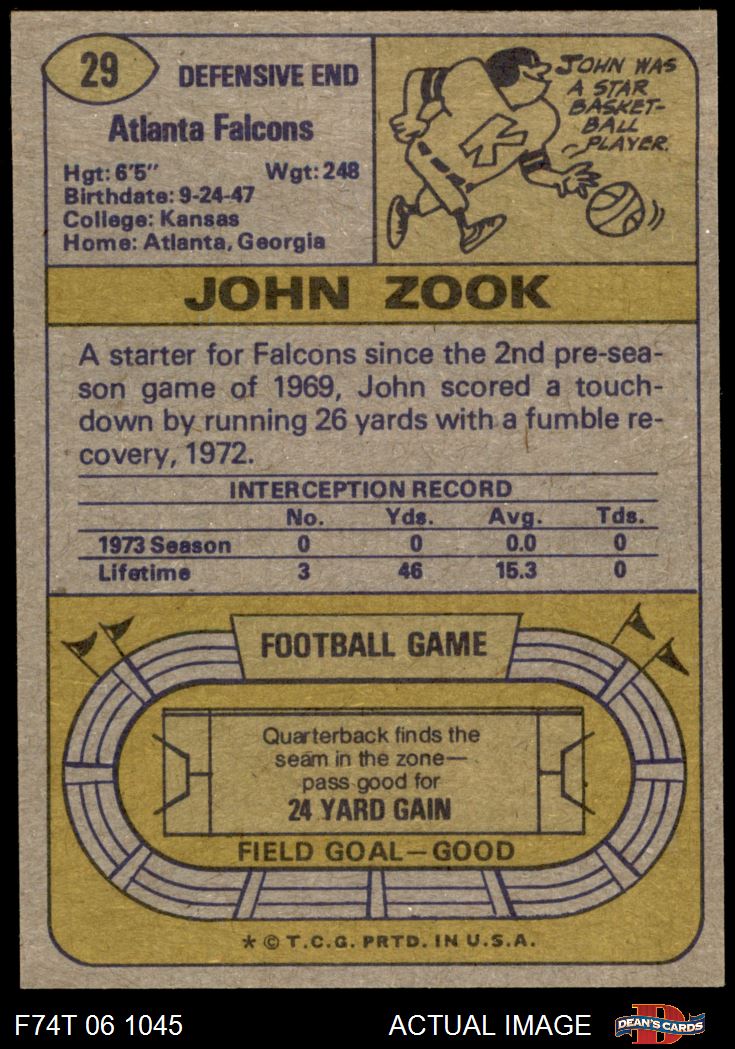 29
DEFENSIVE END
Atlanta Falcons
Hgt: 6'5" Wgt: 248
Birthdate: 9-24-47
College: Kansas
Home: Atlanta, Georgia
JOHN WAS
A STAR
BASKET-
BALL
PLAYER.
K
JOHN ZOOK
A starter for Falcons since the 2nd pre-sea-
son game of 1969, John scored a touch-
down by running 26 yards with a fumble re-
covery, 1972.
INTERCEPTION RECORD
No. Yds. Avg. Tds.
1973 Season 0 0 0.0 0
Lifetime 3 46 15.3 0
FOOTBALL GAME
Quarterback finds the
seam in the zone—
pass good for
24 YARD GAIN
FIELD GOAL—GOOD
* © T.C.G. PRTD. IN U.S.A.
F74T 06 1045 ACTUAL IMAGE
D
DEAN'S CARDS